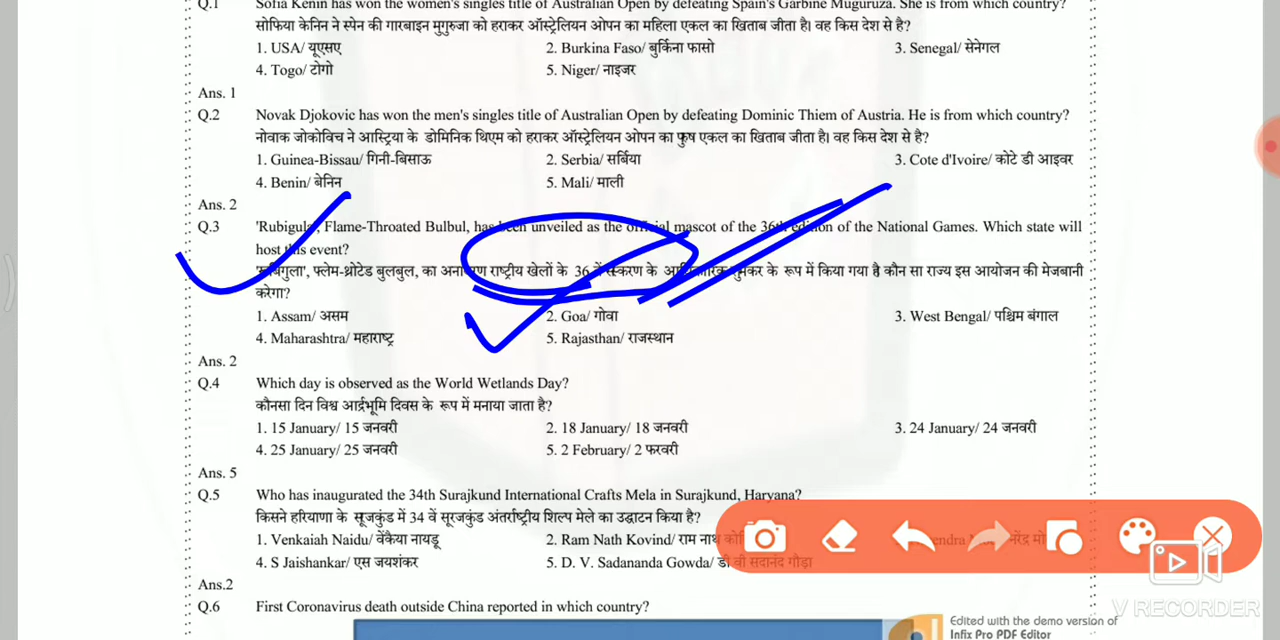 Q.1 Sofia Kenin has won the women's singles title of Australian Open by defeating Spain's Garbine Muguruza. She is from which country?
सोफिया केनिन ने स्पेन की गारबाइन मुगुरुजा को हराकर ऑस्ट्रेलियन ओपन का महिला एकल का खिताब जीता है। वह किस देश से है?
1. USA/ यूएसए 2. Burkina Faso/ बुर्किना फासो 3. Senegal/ सेनेगल
4. Togo/ टोगो 5. Niger/ नाइजर
Ans. 1
Q.2 Novak Djokovic has won the men's singles title of Australian Open by defeating Dominic Thiem of Austria. He is from which country?
नोवाक जोकोविच ने आस्ट्रिया के डोमिनिक थिएम को हराकर ऑस्ट्रेलियन ओपन का पुरुष एकल का खिताब जीता है। वह किस देश से है?
1. Guinea-Bissau/ गिनी-बिसाऊ 2. Serbia/ सर्बिया 3. Cote d'Ivoire/ कोटे डी आइवर
4. Benin/ बेनिन 5. Mali/ माली
Ans. 2
Q.3 'Rubigula', Flame-Throated Bulbul, has been unveiled as the official mascot of the 36th edition of the National Games. Which state will
host this event?
फ्लेम-थ्रोटेड बुलबुल, का राष्ट्रीय खेलों के 36 के के रूप में किया गया है कौन सा राज्य इस आयोजन की मेजबानी
करेगा?
1. Assam/ असम 2. Goa/ गोवा 3. West Bengal/ पश्चिम बंगाल
4. Maharashtra/ महाराष्ट्र 5. Rajasthan/ राजस्थान
Ans. 2
Q.4 Which day is observed as the World Wetlands Day?
कौनसा दिन विश्व आर्द्रभूमि दिवस के रूप में मनाया जाता है?
1. 15 January/ 15 जनवरी 2. 18 January/ 18 जनवरी 3. 24 January/ 24 जनवरी
4. 25 January/ 25 जनवरी 5. 2 February/ 2 फरवरी
Ans. 5
Q.5 Who has inaugurated the 34th Surajkund International Crafts Mela in Surajkund, Haryana?
किसने हरियाणा के सूरजकुंड में 34 वें सूरजकुंड अंतर्राष्ट्रीय शिल्प मेले का उद्घाटन किया है?
1. Venkaiah Naidu/ वेंकैया नायडू 2. Ram Nath Kovind/ राम नाथ
4. S Jaishankar/ एस जयशंकर 5. D. V. Sadananda Gowda/ डी वी सदानंद गौड़ा
Ans.2
Q.6 First Coronavirus death outside China reported in which country?
Edited with the demo version of
Infix Pro PDF Editor
V RECORDER